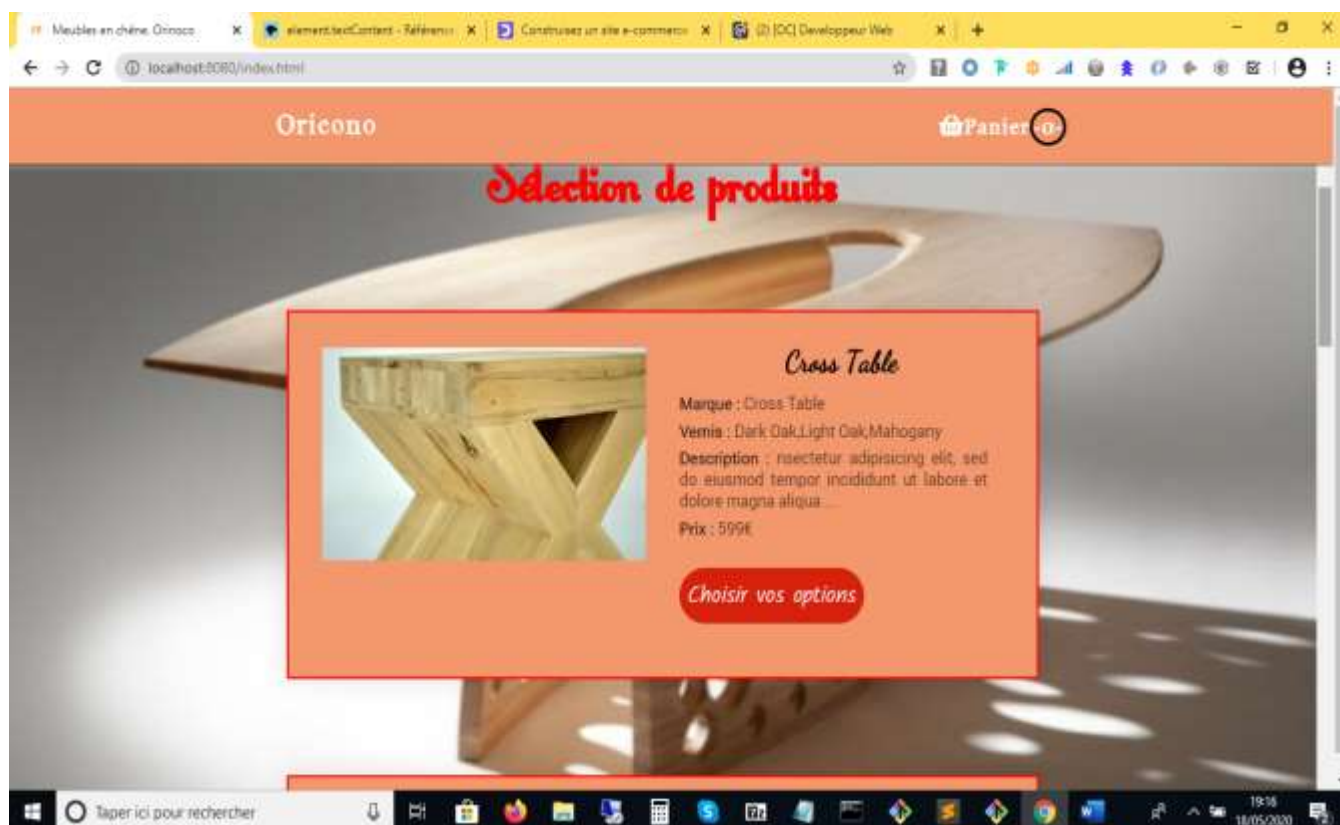 Meubles en chêne. Orinoco
element.textContent - Référence
Construisez un site e-commerce
(2) [OC] Developpeur Web
localhost:8080/index.html
Oricono
Panier -0-
Sélection de produits
Cross Table
Marque : Cross Table
Vernis : Dark Oak,Light Oak,Mahogany
Description : nsectetur adipisicing elit, sed
do eiusmod tempor incididunt ut labore et
dolore magna aliqua....
Prix : 599€
Choisir vos options
Taper ici pour rechercher
19:16
18/05/2020